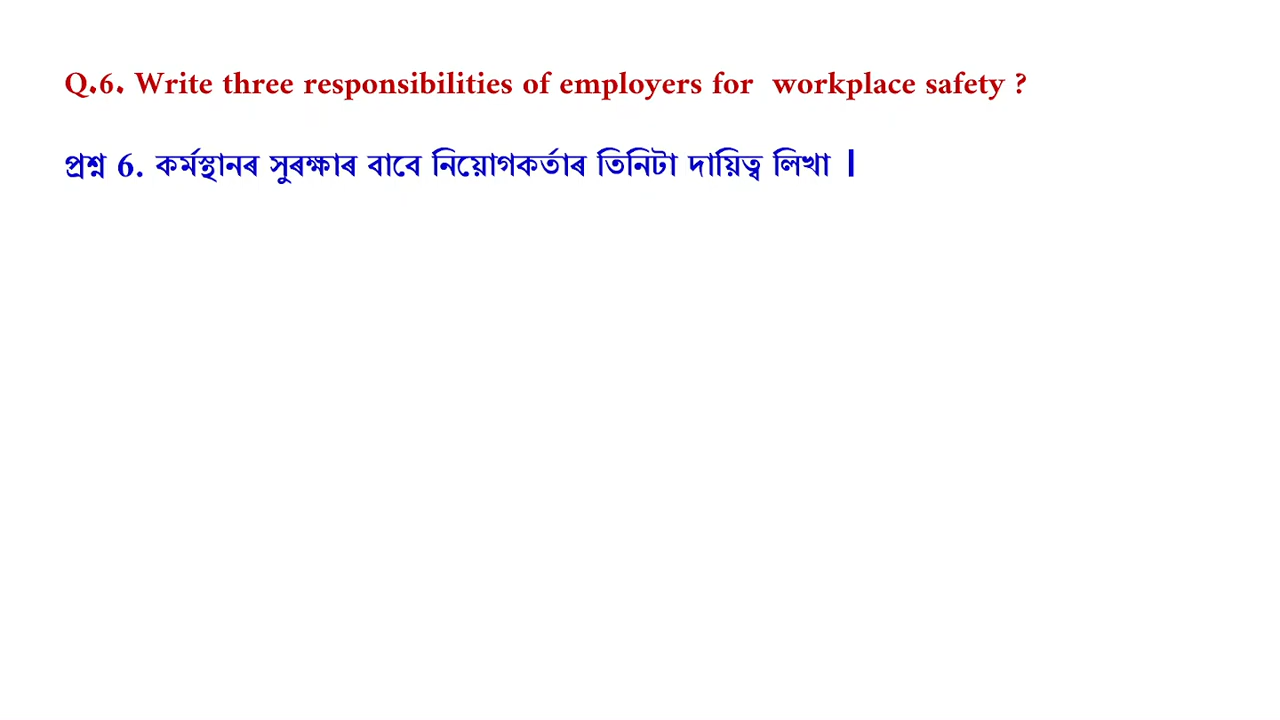 Q.6. Write three responsibilities of employers for workplace safety ?
প্ৰশ্ন 6. কৰ্মস্থানৰ সুৰক্ষাৰ বাবে নিয়োগকৰ্তাৰ তিনিটা দায়িত্ব লিখা |